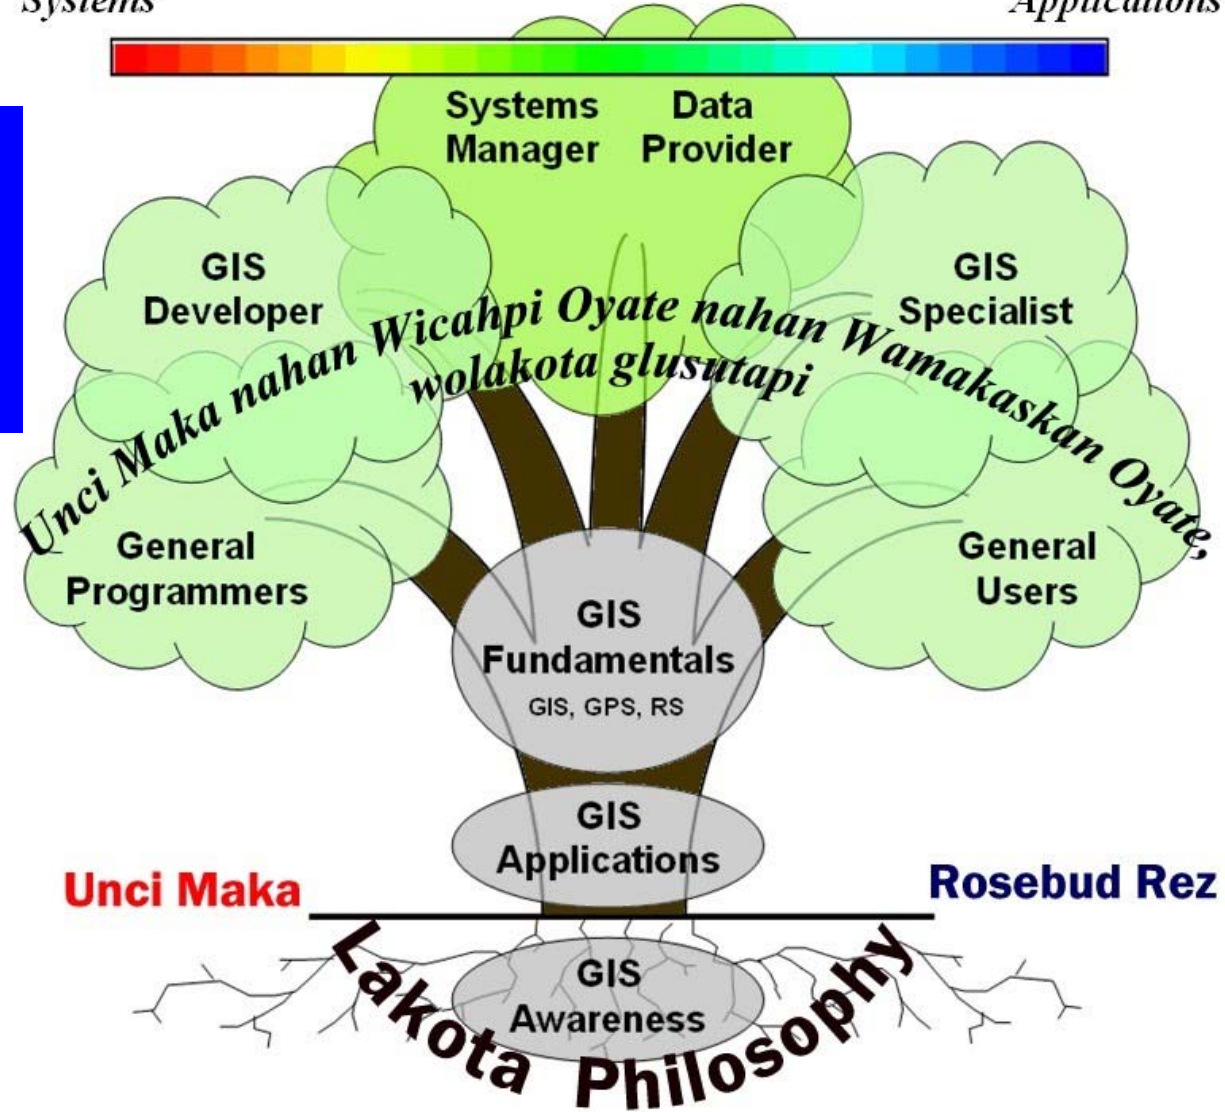 Systems
Applications
Systems
Manager
Data
Provider
GIS
Developer
GIS
Specialist
Unci Maka nahan Wicahpi Oyate nahan Wamakaskan Oyate,
wolakota glusutapi
General
Programmers
General
Users
GIS
Fundamentals
GIS, GPS, RS
GIS
Applications
Unci Maka
Rosebud Rez
GIS
Awareness
Lakota Philosophy